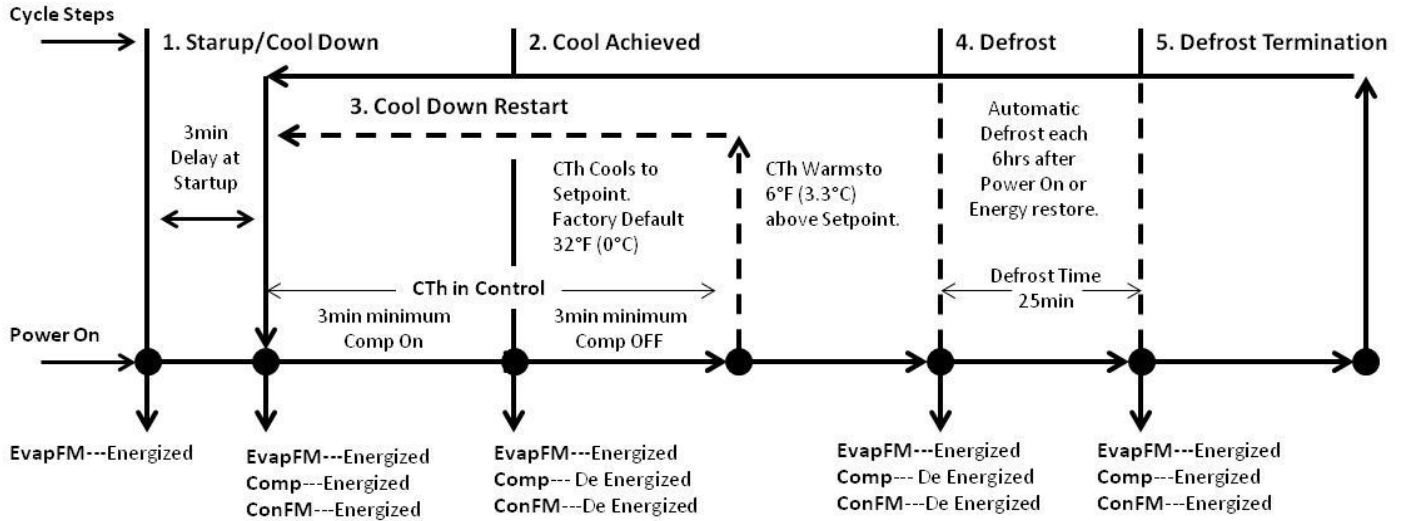 Cycle Steps
1. Starup/Cool Down
2. Cool Achieved
4. Defrost
5. Defrost Termination
3. Cool Down Restart
3min
Delay at
Startup
CTh Cools to
Setpoint.
Factory Default
32°F (0°C)
CTh Warmsto
6°F (3.3°C)
above Setpoint.
Automatic
Defrost each
6hrs after
Power On or
Energy restore.
CTh in Control
Defrost Time
25min
3min minimum
Comp On
3min minimum
Comp OFF
Power On
EvapFM---Energized
EvapFM---Energized
Comp---Energized
ConFM---Energized
EvapFM---Energized
Comp--- De Energized
ConFM---De Energized
EvapFM---Energized
Comp--- De Energized
ConFM---De Energized
EvapFM---Energized
Comp---Energized
ConFM---Energized